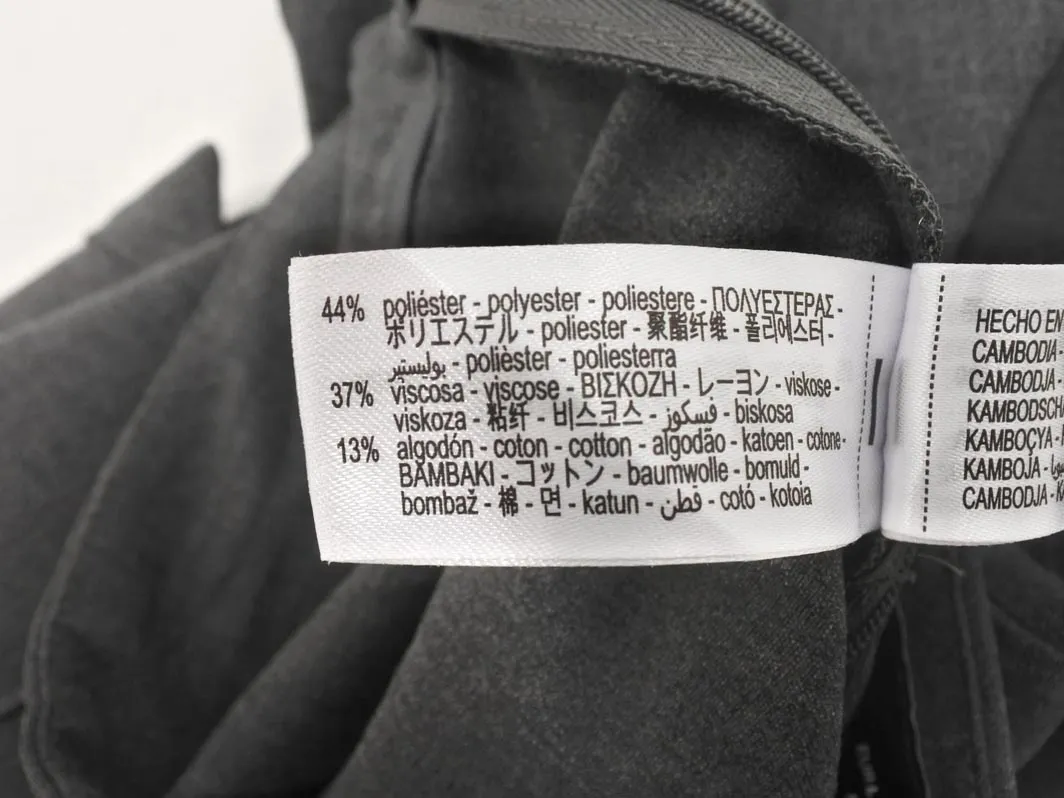 44% poliéster - polyester - poliestere - ΠΟΛΥΕΣΤΕΡΑΣ -
ポリエステル - poliester - 聚酯纤维 - 폴리에스터 -
بوليستير - polièster - poliesterra
37% viscosa - viscose - ΒΙΣΚΟΖΗ - レーヨン - viskose -
viskoza - 粘纤 - 비스코스 - فسكوز - biskosa
13% algodón - coton - cotton - algodão - katoen - cotone -
BAMBAKI - コットン - baumwolle - bomuld -
bombaž - 棉 - 면 - katun - قطن - cotó - kotoia
HECHO EN
CAMBODIA -
CAMBODJA -
KAMBODSCH
KAMBOÇYA -
KAMBOJA -
CAMBODJA -